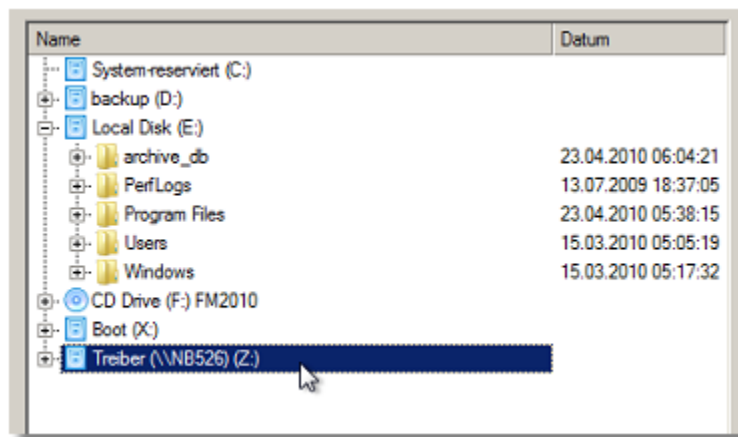 Name Datum
System-reserviert (C:)
backup (D:)
Local Disk (E:)
archive_db 23.04.2010 06:04:21
PerfLogs 13.07.2009 18:37:05
Program Files 23.04.2010 05:38:15
Users 15.03.2010 05:05:19
Windows 15.03.2010 05:17:32
CD Drive (F:) FM2010
Boot (X:)
Treiber (\\NB526) (Z:)